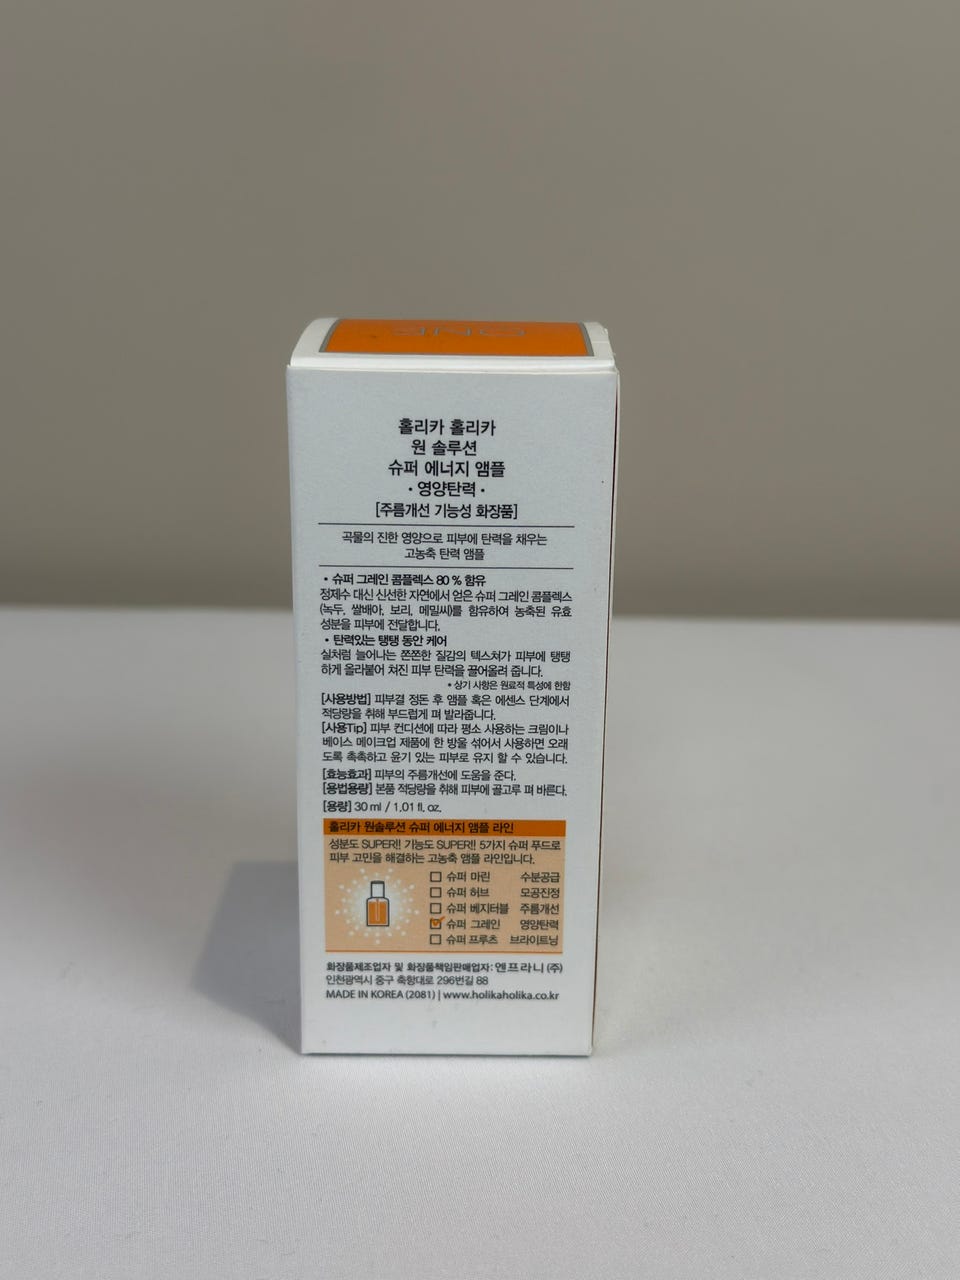 ONE
홀리카 홀리카
원 솔루션
슈퍼 에너지 앰플
· 영양탄력 ·
[주름개선 기능성 화장품]
곡물의 진한 영양으로 피부에 탄력을 채우는
고농축 탄력 앰플
• 슈퍼 그레인 콤플렉스 80 % 함유
정제수 대신 신선한 자연에서 얻은 슈퍼 그레인 콤플렉스
(녹두, 쌀배아, 보리, 메밀씨)를 함유하여 농축된 유효
성분을 피부에 전달합니다.
• 탄력있는 탱탱 동안 케어
실처럼 늘어나는 쫀쫀한 질감의 텍스쳐가 피부에 탱탱
하게 올라붙어 쳐진 피부 탄력을 끌어올려 줍니다.
* 상기 사항은 원료적 특성에 한함
[사용방법] 피부결 정돈 후 앰플 혹은 에센스 단계에서
적당량을 취해 부드럽게 펴 발라줍니다.
[사용Tip] 피부 컨디션에 따라 평소 사용하는 크림이나
베이스 메이크업 제품에 한 방울 섞어서 사용하면 오래
도록 촉촉하고 윤기 있는 피부로 유지 할 수 있습니다.
[효능효과] 피부의 주름개선에 도움을 준다.
[용법용량] 본품 적당량을 취해 피부에 골고루 펴 바른다.
[용량] 30 ml / 1.01 fl. oz.
홀리카 원솔루션 슈퍼 에너지 앰플 라인
성분도 SUPER!! 기능도 SUPER!! 5가지 슈퍼 푸드로
피부 고민을 해결하는 고농축 앰플 라인입니다.
슈퍼 마린 수분공급
슈퍼 허브 모공진정
슈퍼 베지터블 주름개선
슈퍼 그레인 영양탄력
슈퍼 프루츠 브라이트닝
화장품제조업자 및 화장품책임판매업자: 엔프라니 (주)
인천광역시 중구 축항대로 296번길 88
MADE IN KOREA (2081) | www.holikaholika.co.kr